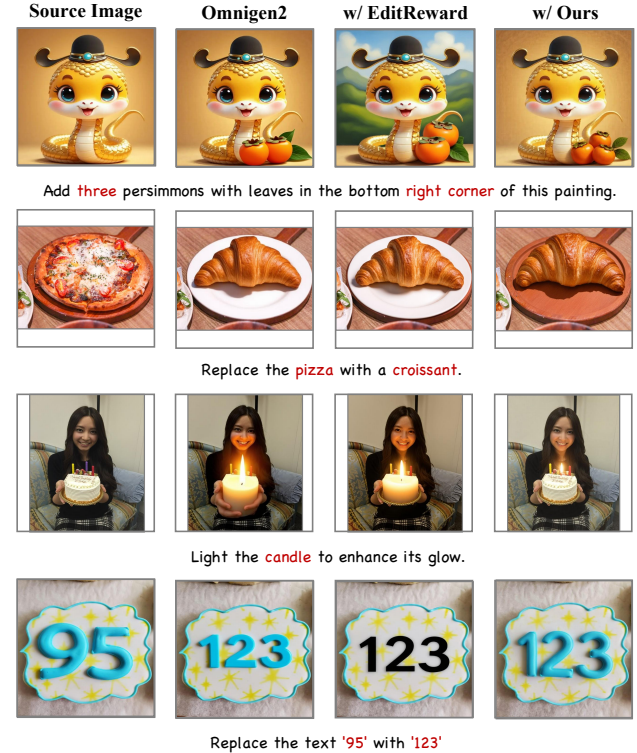 Source Image Omnigen2 w/ EditReward w/ Ours
Add three persimmons with leaves in the bottom right corner of this painting.
Replace the pizza with a croissant.
Light the candle to enhance its glow.
95 123 123 123
Replace the text '95' with '123'